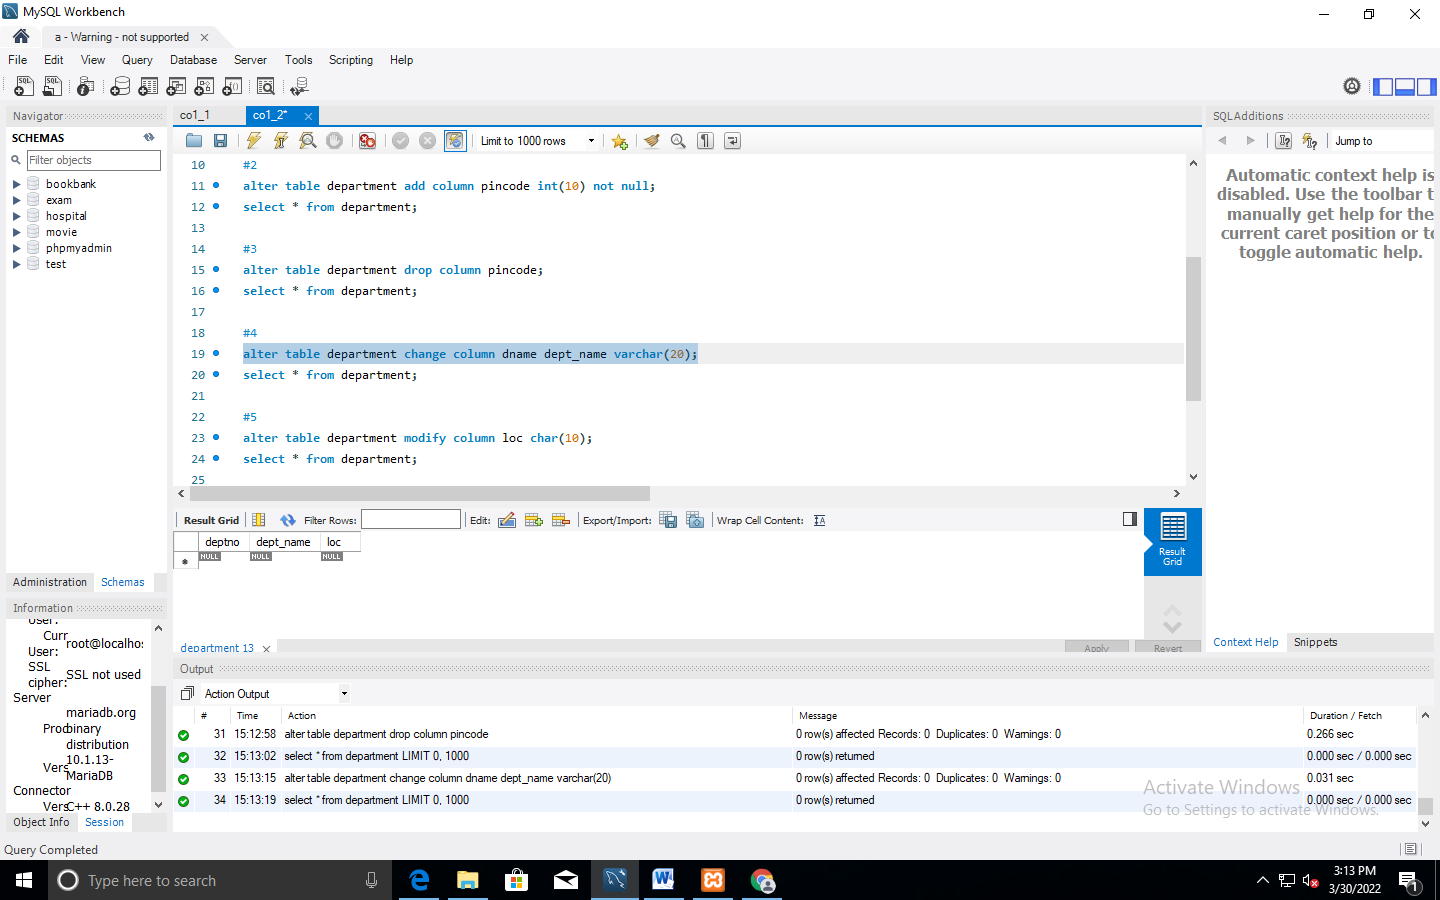 MySQL Workbench
a - Warning - not supported
File Edit View Query Database Server Tools Scripting Help
Navigator
SCHEMAS
Filter objects
bookbank
exam
hospital
movie
phpmyadmin
test
Administration Schemas
Information
User:
Curr
User: root@localhos
SSL
cipher: SSL not used
Server
mariadb.org
binary
distribution
10.1.13-
Vers MariaDB
Connector
Vers C++ 8.0.28
Object Info Session
Query Completed
co1_1 co1_2*
Limit to 1000 rows
10 #2
11 alter table department add column pincode int(10) not null;
12 select * from department;
13
14 #3
15 alter table department drop column pincode;
16 select * from department;
17
18 #4
19 alter table department change column dname dept_name varchar(20);
20 select * from department;
21
22 #5
23 alter table department modify column loc char(10);
24 select * from department;
25
Result Grid Filter Rows: Edit: Export/Import: Wrap Cell Content:
deptno dept_name loc
NULL NULL NULL
Result
Grid
department 13 Apply Revert
SQLAdditions
Jump to
Automatic context help is
disabled. Use the toolbar t
manually get help for the
current caret position or to
toggle automatic help.
Context Help Snippets
Output
Action Output
# Time Action Message Duration / Fetch
31 15:12:58 alter table department drop column pincode 0 row(s) affected Records: 0 Duplicates: 0 Warnings: 0 0.266 sec
32 15:13:02 select * from department LIMIT 0, 1000 0 row(s) returned 0.000 sec / 0.000 sec
33 15:13:15 alter table department change column dname dept_name varchar(20) 0 row(s) affected Records: 0 Duplicates: 0 Warnings: 0 0.031 sec
34 15:13:19 select * from department LIMIT 0, 1000 0 row(s) returned 0.000 sec / 0.000 sec
Activate Windows
Go to Settings to activate Windows.
Type here to search
3:13 PM
3/30/2022
1